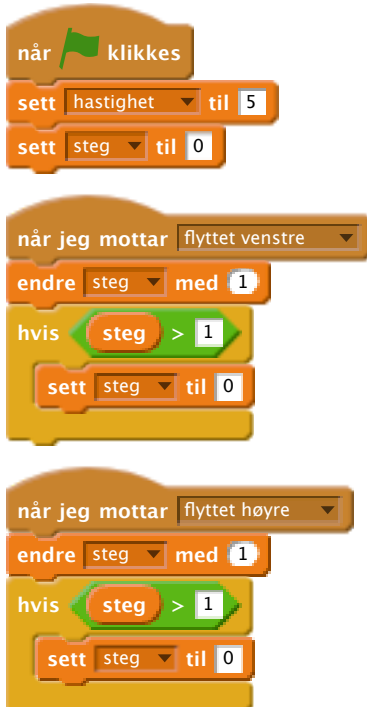 når klikkes
sett hastighet til 5
sett steg til 0
når jeg mottar flyttet venstre
endre steg med 1
hvis steg > 1
sett steg til 0
når jeg mottar flyttet høyre
endre steg med 1
hvis steg > 1
sett steg til 0